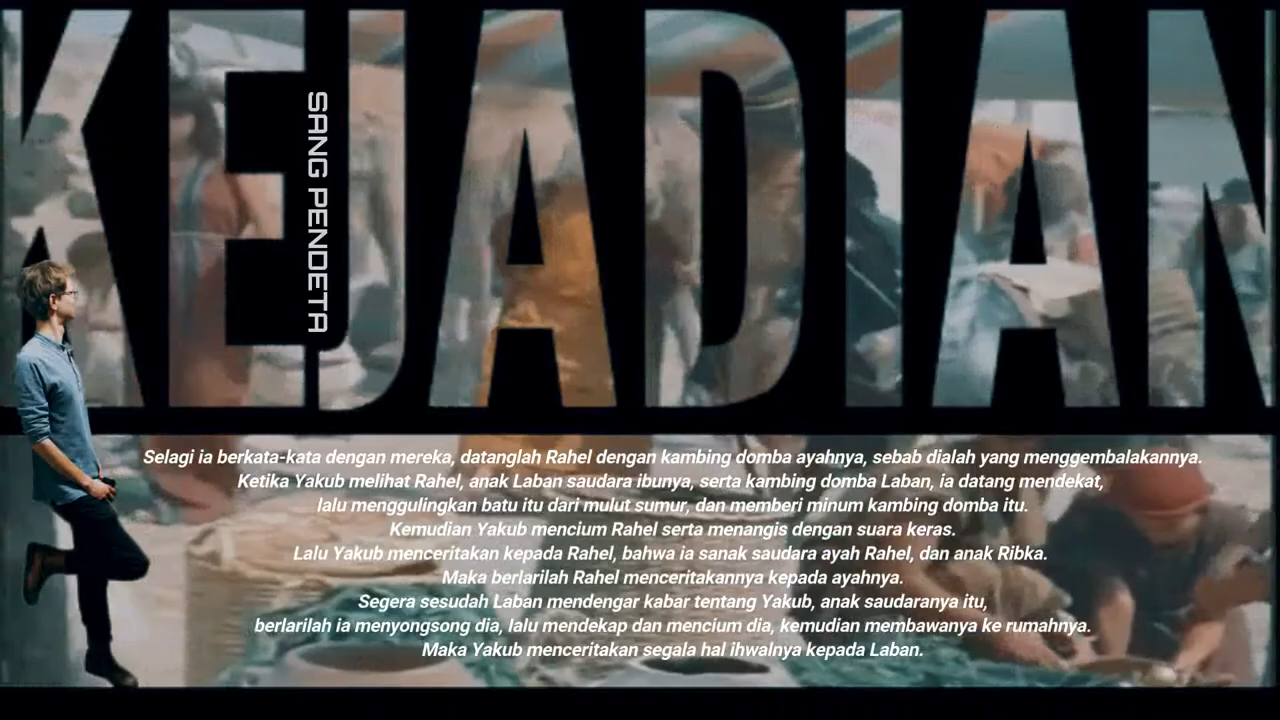 KEJADIAN
SANG PENDETA
Selagi ia berkata-kata dengan mereka, datanglah Rahel dengan kambing domba ayahnya, sebab dialah yang menggembalakannya.
Ketika Yakub melihat Rahel, anak Laban saudara ibunya, serta kambing domba Laban, ia datang mendekat,
lalu menggulingkan batu itu dari mulut sumur, dan memberi minum kambing domba itu.
Kemudian Yakub mencium Rahel serta menangis dengan suara keras.
Lalu Yakub menceritakan kepada Rahel, bahwa ia sanak saudara ayah Rahel, dan anak Ribka.
Maka berlarilah Rahel menceritakannya kepada ayahnya.
Segera sesudah Laban mendengar kabar tentang Yakub, anak saudaranya itu,
berlarilah ia menyongsong dia, lalu mendekap dan mencium dia, kemudian membawanya ke rumahnya.
Maka Yakub menceritakan segala hal ihwalnya kepada Laban.